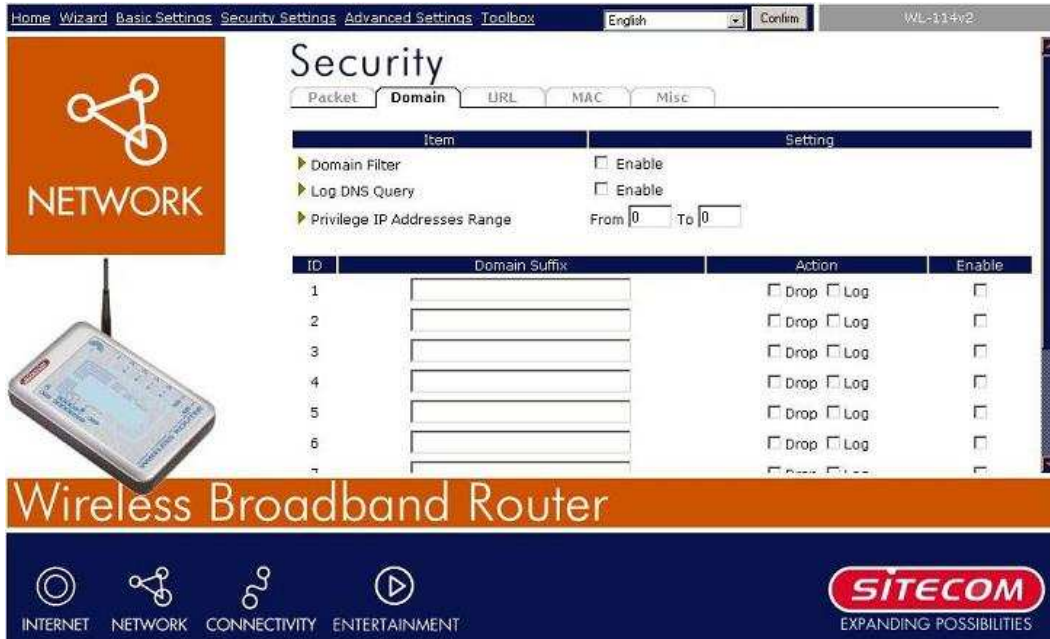 Home Wizard Basic Settings Security Settings Advanced Settings Toolbox English Confirm WL-114v2
Security
Packet Domain URL MAC Misc
NETWORK
Item Setting
Domain Filter Enable
Log DNS Query Enable
Privilege IP Addresses Range From 0 To 0
ID Domain Suffix Action Enable
1 Drop Log
2 Drop Log
3 Drop Log
4 Drop Log
5 Drop Log
6 Drop Log
SITECOM
Wireless Broadband Router
INTERNET NETWORK CONNECTIVITY ENTERTAINMENT
SITECOM
EXPANDING POSSIBILITIES